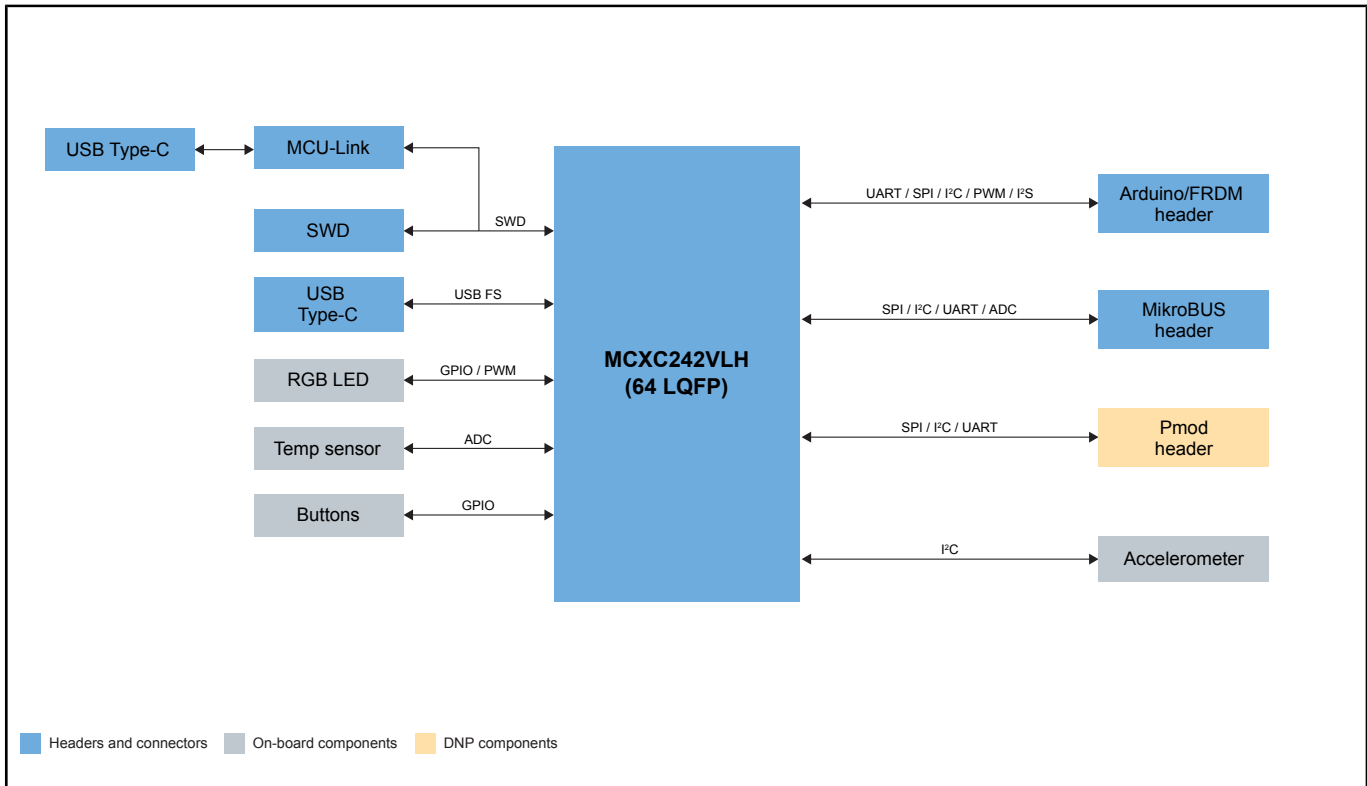 USB Type-C
MCU-Link
SWD
SWD
USB
Type-C
USB FS
RGB LED
GPIO / PWM
Temp sensor
ADC
Buttons
GPIO
MCXC242VLH
(64 LQFP)
UART / SPI / I²C / PWM / I²S
Arduino/FRDM
header
SPI / I²C / UART / ADC
MikroBUS
header
SPI / I²C / UART
Pmod
header
I²C
Accelerometer
Headers and connectors
On-board components
DNP components